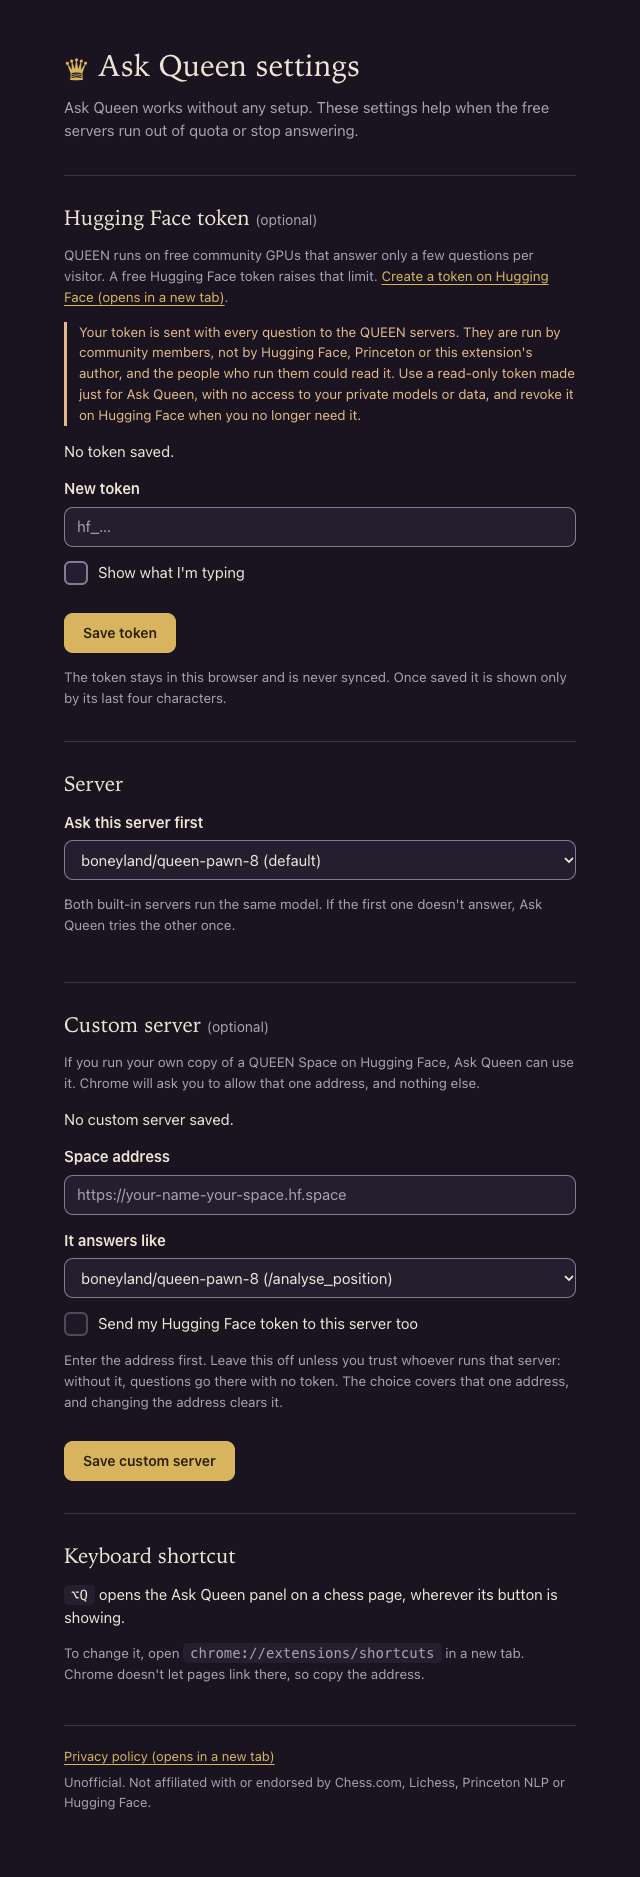 ♛ Ask Queen settings
Ask Queen works without any setup. These settings help when the free
servers run out of quota or stop answering.
Hugging Face token (optional)
QUEEN runs on free community GPUs that answer only a few questions per
visitor. A free Hugging Face token raises that limit. Create a token on Hugging
Face (opens in a new tab).
Your token is sent with every question to the QUEEN servers. They are run by
community members, not by Hugging Face, Princeton or this extension's
author, and the people who run them could read it. Use a read-only token made
just for Ask Queen, with no access to your private models or data, and revoke it
on Hugging Face when you no longer need it.
No token saved.
New token
hf_...
Show what I'm typing
Save token
The token stays in this browser and is never synced. Once saved it is shown only
by its last four characters.
Server
Ask this server first
boneyland/queen-pawn-8 (default)
Both built-in servers run the same model. If the first one doesn't answer, Ask
Queen tries the other once.
Custom server (optional)
If you run your own copy of a QUEEN Space on Hugging Face, Ask Queen can use
it. Chrome will ask you to allow that one address, and nothing else.
No custom server saved.
Space address
https://your-name-your-space.hf.space
It answers like
boneyland/queen-pawn-8 (/analyse_position)
Send my Hugging Face token to this server too
Enter the address first. Leave this off unless you trust whoever runs that server:
without it, questions go there with no token. The choice covers that one address,
and changing the address clears it.
Save custom server
Keyboard shortcut
⌥Q opens the Ask Queen panel on a chess page, wherever its button is
showing.
To change it, open chrome://extensions/shortcuts in a new tab.
Chrome doesn't let pages link there, so copy the address.
Privacy policy (opens in a new tab)
Unofficial. Not affiliated with or endorsed by Chess.com, Lichess, Princeton NLP or
Hugging Face.